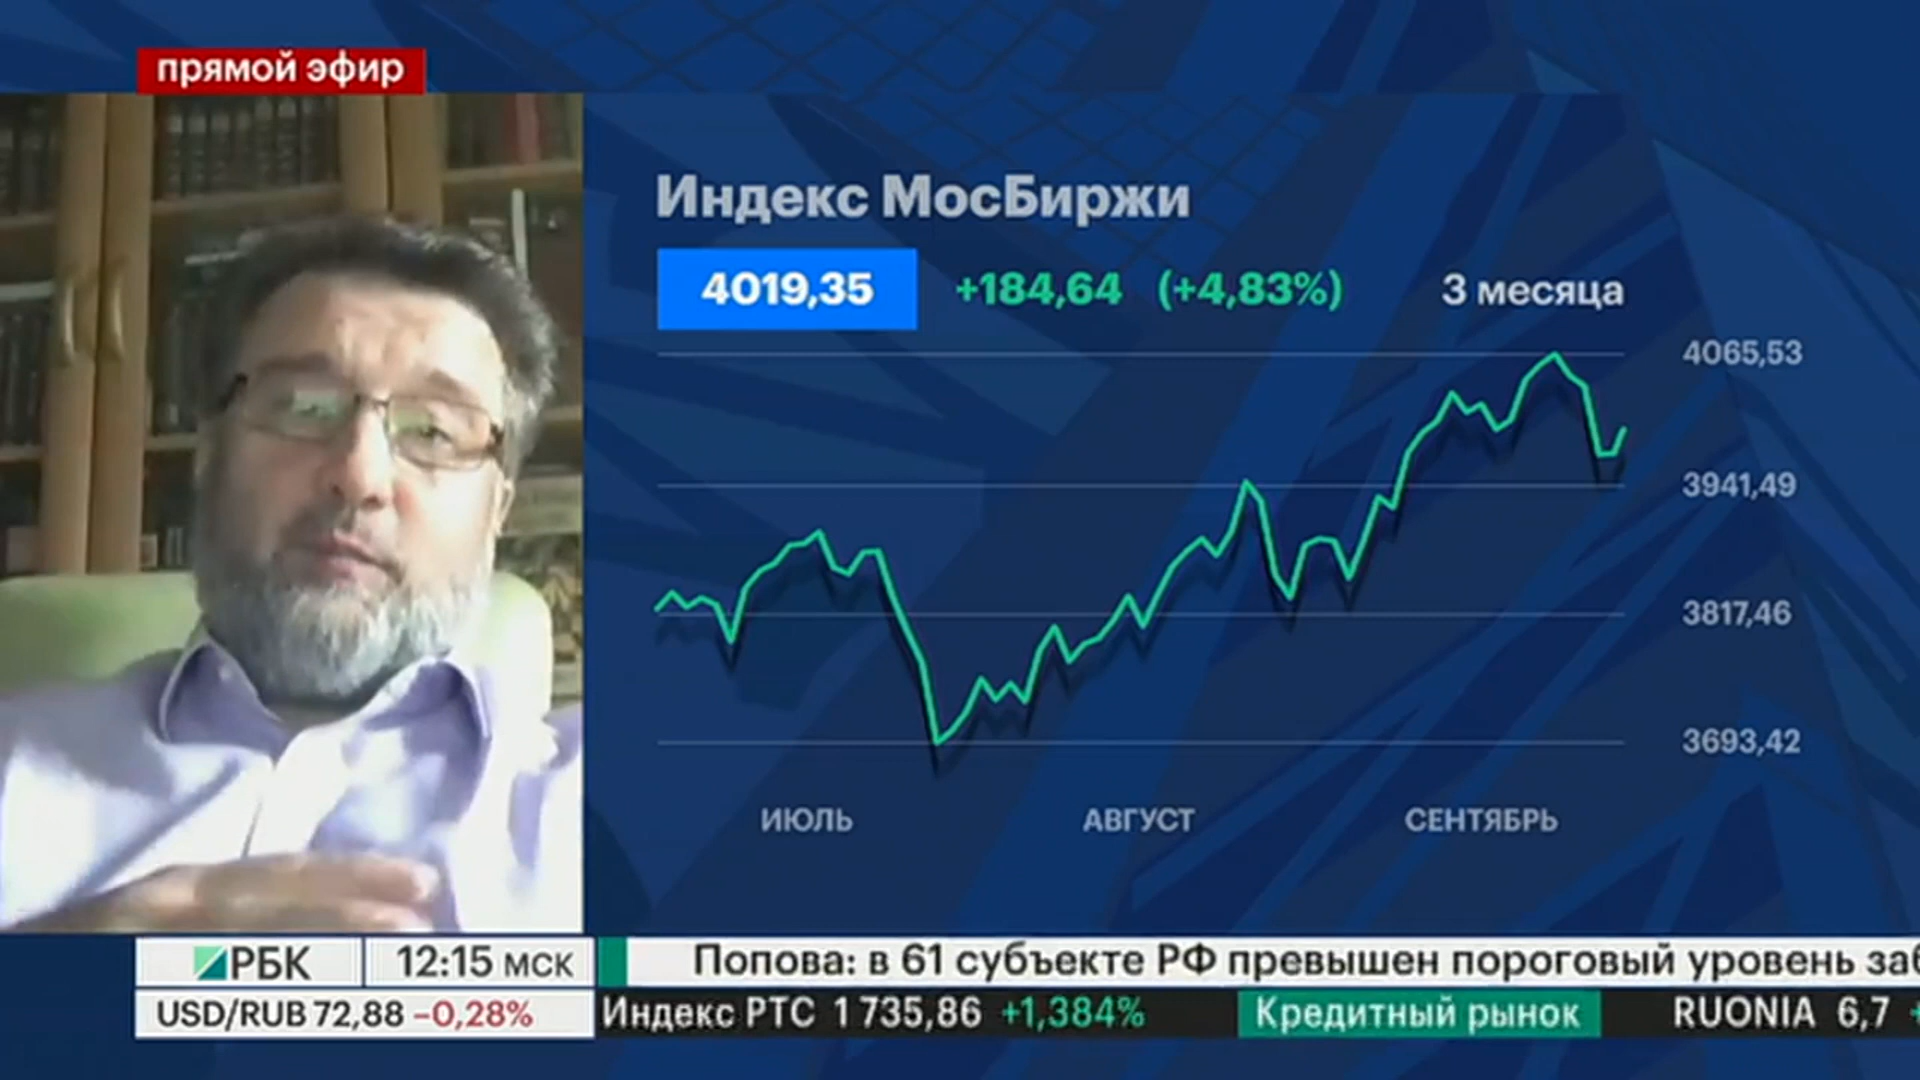 прямой эфир
Индекс МосБиржи
4019,35 +184,64 (+4,83%) 3 месяца
4065,53
3941,49
3817,46
3693,42
ИЮЛЬ АВГУСТ СЕНТЯБРЬ
РБК 12:15 МСК Попова: в 61 субъекте РФ превышен пороговый уровень
USD/RUB 72,88 −0,28% Индекс РТС 1 735,86 +1,384% Кредитный рынок RUONIA 6,7